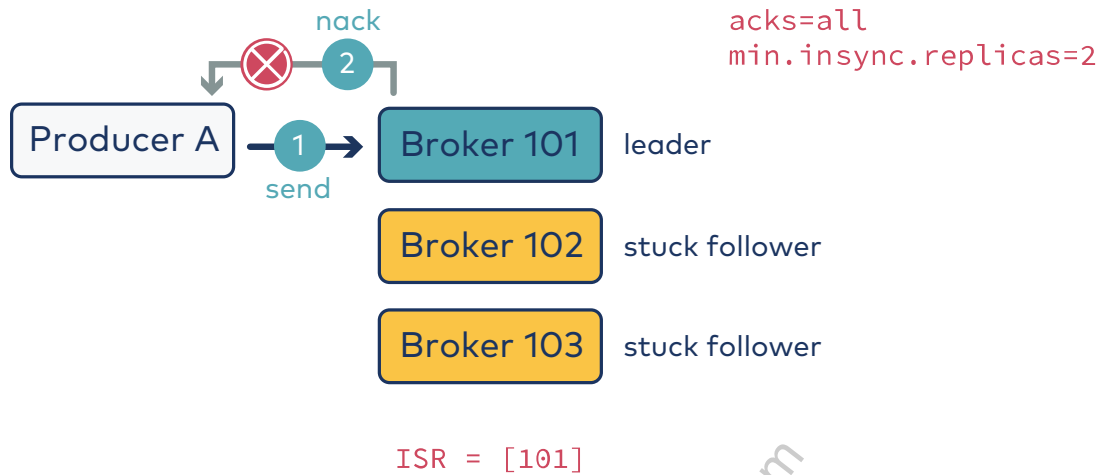 nack
acks=all
min.insync.replicas=2
2
Producer A
1
send
Broker 101
leader
Broker 102
stuck follower
Broker 103
stuck follower
ISR = [101]
m